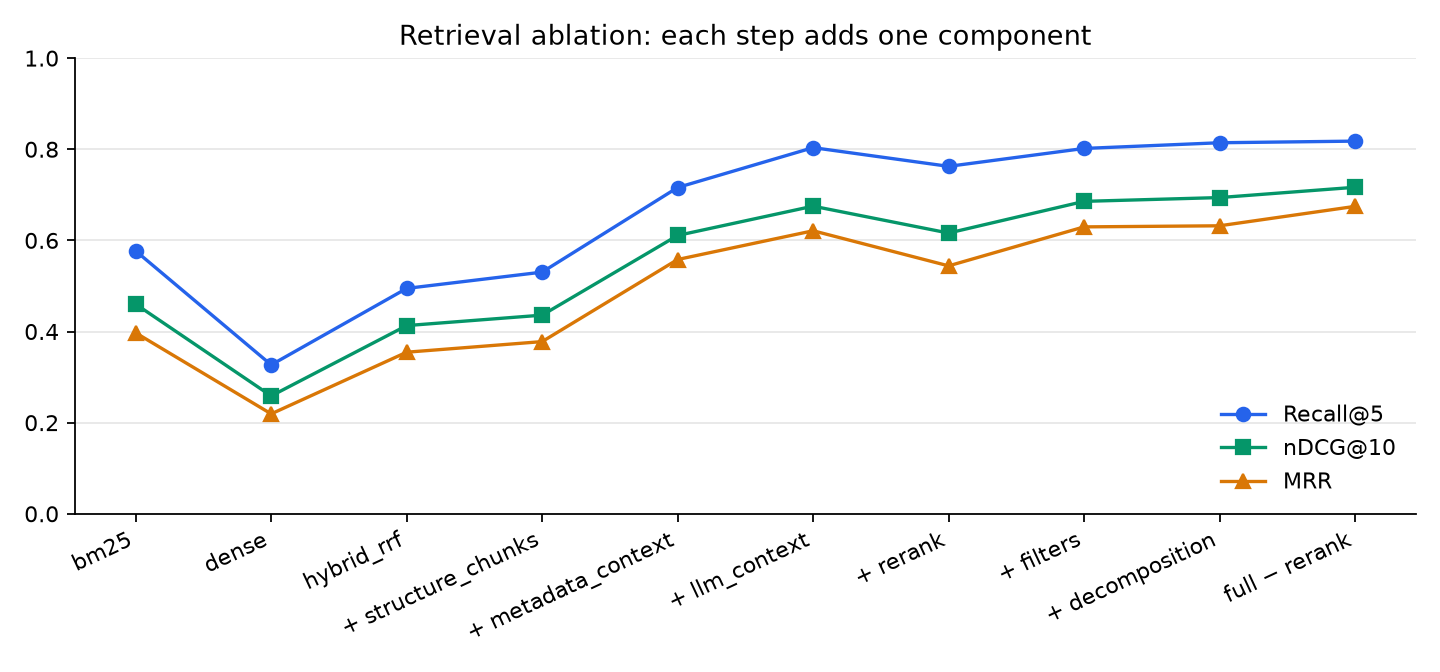 Retrieval ablation: each step adds one component
1.0
0.8
0.6
0.4
0.2
0.0
Recall@5
nDCG@10
MRR
bm25
dense
hybrid_rrf
+ structure_chunks
+ metadata_context
+ llm_context
+ rerank
+ filters
+ decomposition
full − rerank